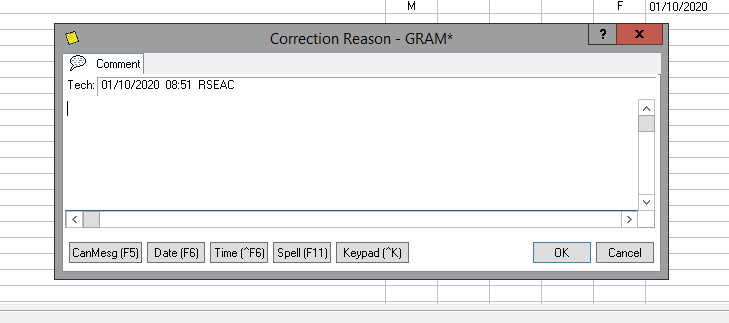 M F 01/10/2020
Correction Reason - GRAM*
? x
Comment
Tech: 01/10/2020 08:51 RSEAC
CanMesg (F5) Date (F6) Time (^F6) Spell (F11) Keypad (^K) OK Cancel